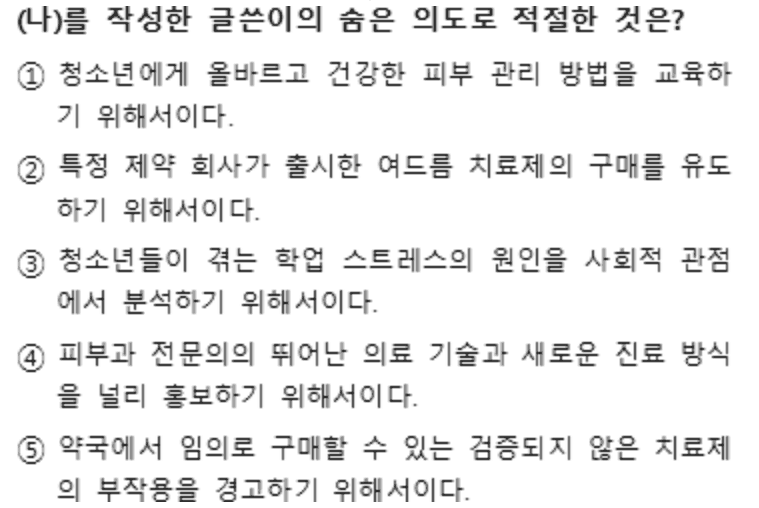 (나)를 작성한 글쓴이의 숨은 의도로 적절한 것은?
① 청소년에게 올바르고 건강한 피부 관리 방법을 교육하
기 위해서이다.
② 특정 제약 회사가 출시한 여드름 치료제의 구매를 유도
하기 위해서이다.
③ 청소년들이 겪는 학업 스트레스의 원인을 사회적 관점
에서 분석하기 위해서이다.
④ 피부과 전문의의 뛰어난 의료 기술과 새로운 진료 방식
을 널리 홍보하기 위해서이다.
⑤ 약국에서 임의로 구매할 수 있는 검증되지 않은 치료제
의 부작용을 경고하기 위해서이다.